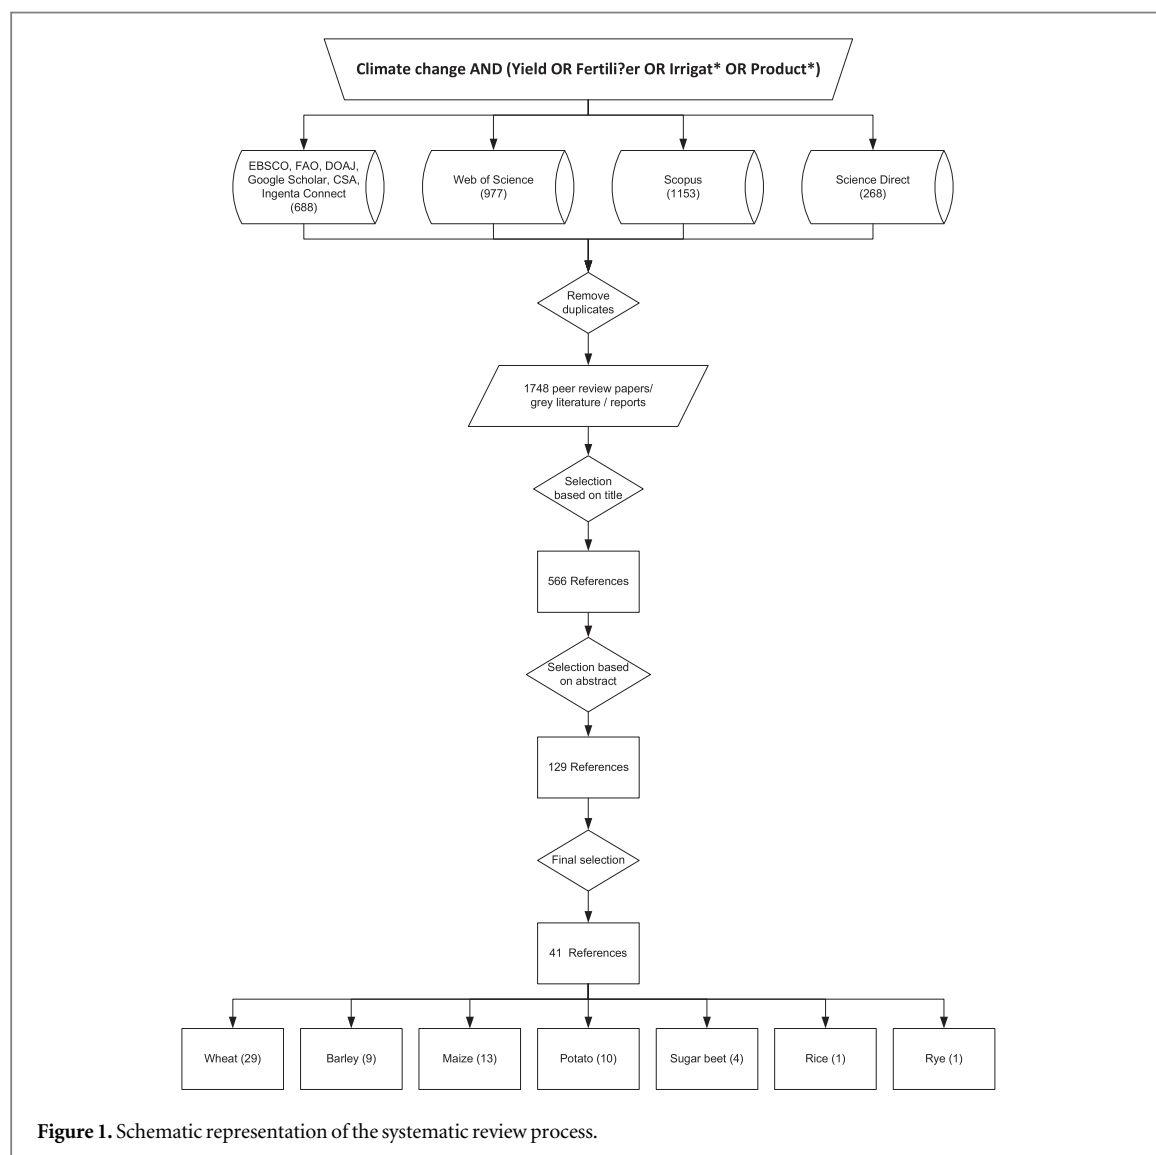 Climate change AND (Yield OR Fertili?er OR Irrigat* OR Product*)
EBSCO, FAO, DOAJ,
Google Scholar, CSA,
Ingenta Connect
(688)
Web of Science
(977)
Scopus
(1153)
Science Direct
(268)
Remove
duplicates
1748 peer review papers/
grey literature / reports
Selection
based on title
566 References
Selection based
on abstract
129 References
Final selection
41 References
Wheat (29)
Barley (9)
Maize (13)
Potato (10)
Sugar beet (4)
Rice (1)
Rye (1)
Figure 1. Schematic representation of the systematic review process.